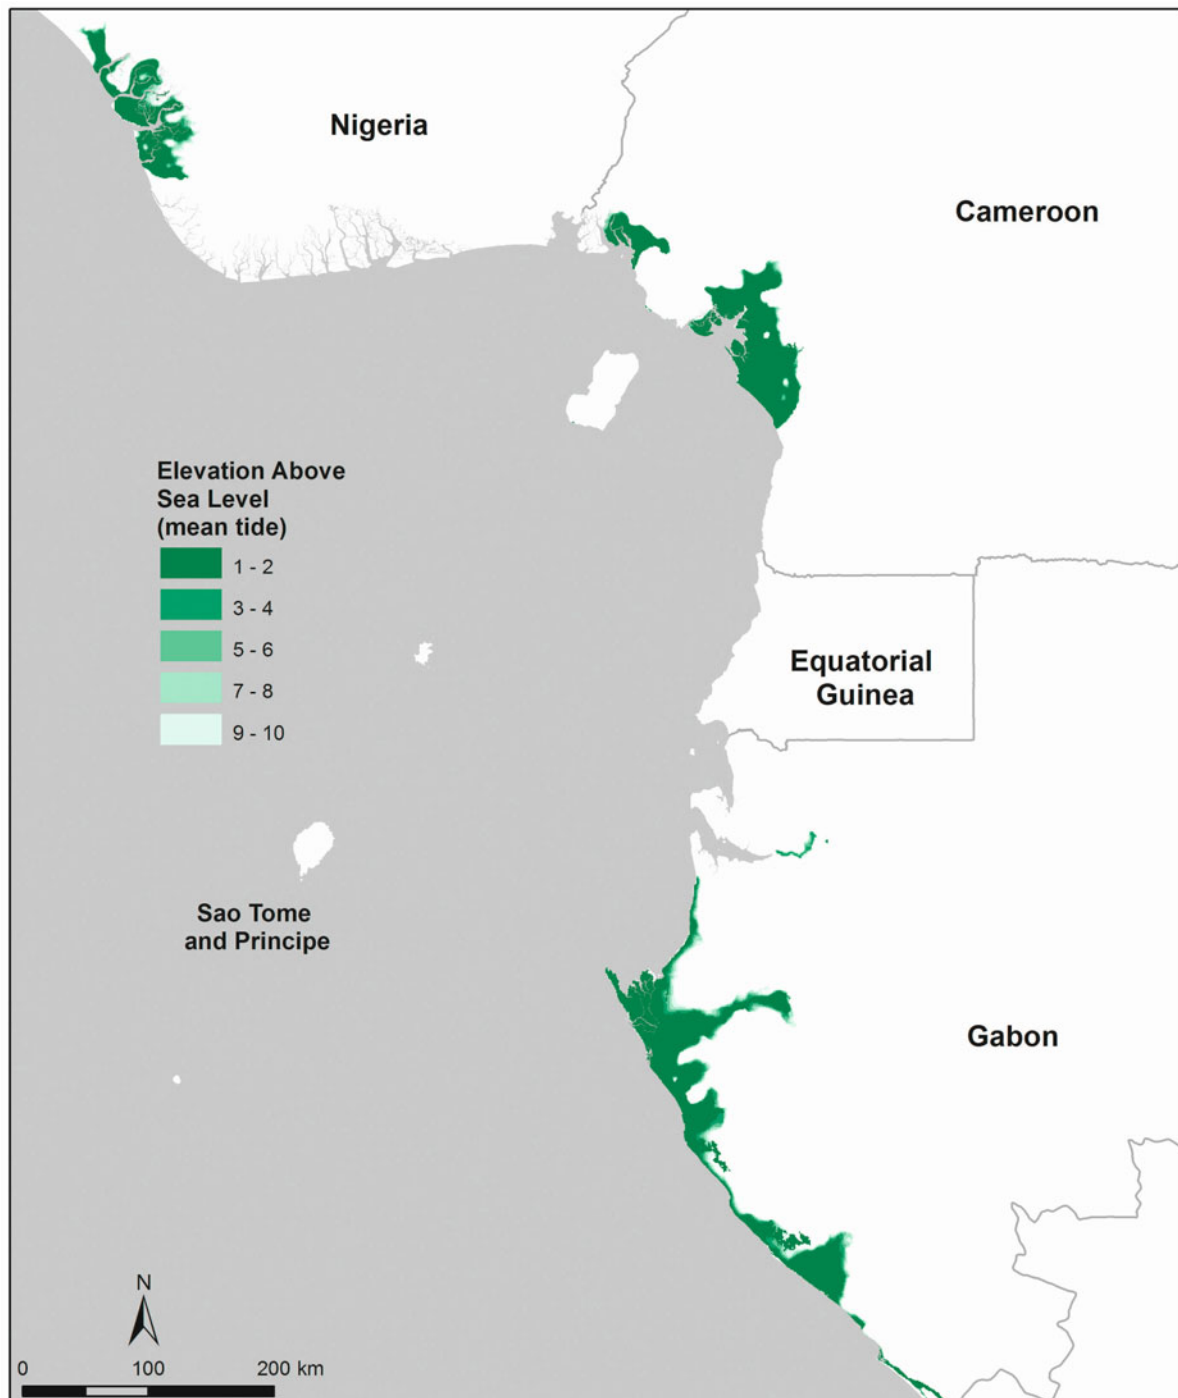 Nigeria
Cameroon
Elevation Above
Sea Level
(mean tide)
1 - 2
3 - 4
5 - 6
7 - 8
9 - 10
Equatorial
Guinea
Sao Tome
and Principe
Gabon
N
0 100 200 km